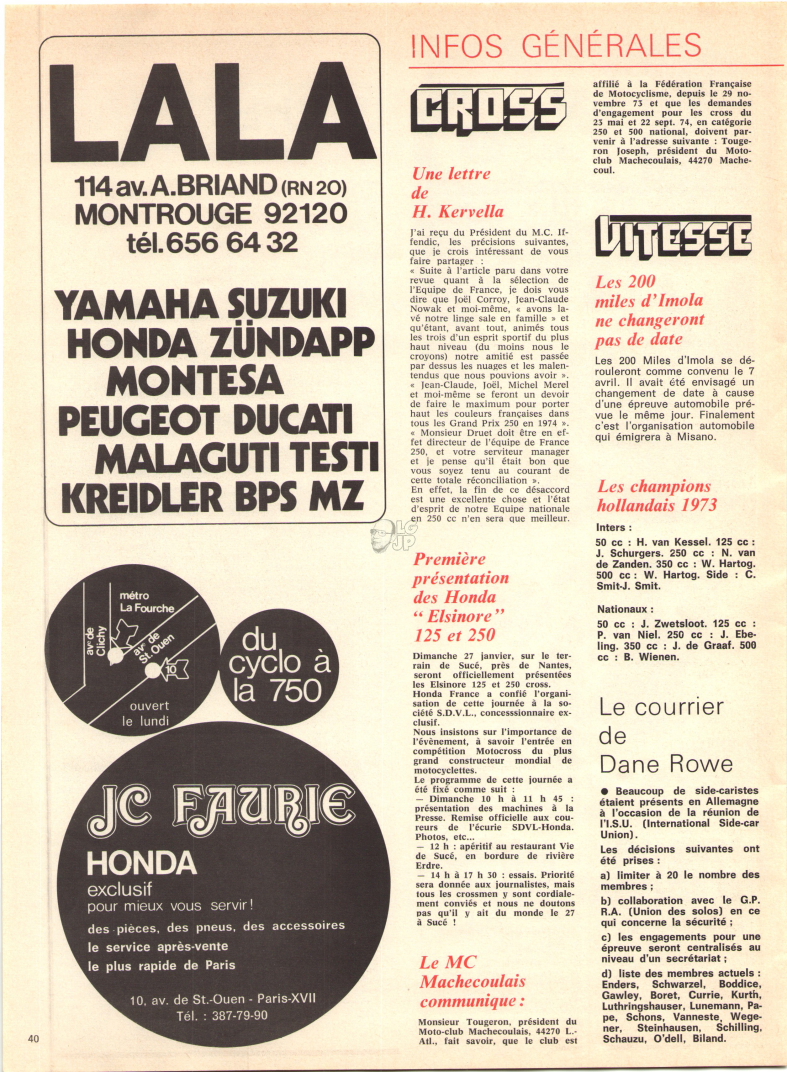 LALA
114 av. A. BRIAND (RN 20)
MONTROUGE 92120
tél. 656 64 32
YAMAHA SUZUKI
HONDA ZÜNDAPP
MONTESA
PEUGEOT DUCATI
MALAGUTI TESTI
KREIDLER BPS MZ
métro
La Fourche
av. de
Clichy
av. de
St. Ouen
10
ouvert
le lundi
du
cyclo à
la 750
JC FAURIE
HONDA
exclusif
pour mieux vous servir!
des pièces, des pneus, des accessoires
le service après-vente
le plus rapide de Paris
10, av. de St.-Ouen - Paris-XVII
Tél. : 387-79-90
40
INFOS GÉNÉRALES
CROSS
Une lettre
de
H. Kervella
J'ai reçu du Président du M.C. If-
fendic, les précisions suivantes,
que je crois intéressant de vous
faire partager :
« Suite à l'article paru dans votre
revue quant à la sélection de
l'Equipe de France, je dois vous
dire que Joël Corroy, Jean-Claude
Nowak et moi-même, « avons la-
vé notre linge sale en famille » et
qu'étant, avant tout, animés tous
les trois d'un esprit sportif du plus
haut niveau (du moins nous le
croyons) notre amitié est passée
par dessus les nuages et les malen-
tendus que nous pouvions avoir ».
« Jean-Claude, Joël, Michel Merel
et moi-même se feront un devoir
de faire le maximum pour porter
haut les couleurs françaises dans
tous les Grand Prix 250 en 1974 ».
« Monsieur Druet doit être en ef-
fet directeur de l'équipe de France
250, et votre serviteur manager
et je pense qu'il était bon que
vous soyez tenu au courant de
cette totale réconciliation ».
En effet, la fin de ce désaccord
est une excellente chose et l'état
d'esprit de notre Equipe nationale
en 250 cc n'en sera que meilleur.
LG
JP
Première
présentation
des Honda
“ Elsinore ”
125 et 250
Dimanche 27 janvier, sur le ter-
rain de Sucé, près de Nantes,
seront officiellement présentées
les Elsinore 125 et 250 cross.
Honda France a confié l'organi-
sation de cette journée à la so-
ciété S.D.V.L., concesssionnaire ex-
clusif.
Nous insistons sur l'importance de
l'évènement, à savoir l'entrée en
compétition Motocross du plus
grand constructeur mondial de
motocyclettes.
Le programme de cette journée a
été fixé comme suit :
— Dimanche 10 h à 11 h 45 :
présentation des machines à la
Presse. Remise officielle aux cou-
reurs de l'écurie SDVL-Honda.
Photos, etc...
— 12 h : apéritif au restaurant Vie
de Sucé, en bordure de rivière
Erdre.
— 14 h à 17 h 30 : essais. Priorité
sera donnée aux journalistes, mais
tous les crossmen y sont cordiale-
ment conviés et nous ne doutons
pas qu'il y ait du monde le 27
à Sucé !
Le MC
Machecoulais
communique :
Monsieur Tougeron, président du
Moto-club Machecoulais, 44270 L.-
Atl., fait savoir, que le club est
affilié à la Fédération Française
de Motocyclisme, depuis le 29 no-
vembre 73 et que les demandes
d'engagement pour les cross du
23 mai et 22 sept. 74, en catégorie
250 et 500 national, doivent par-
venir à l'adresse suivante : Touge-
ron Joseph, président du Moto-
club Machecoulais, 44270 Mache-
coul.
VITESSE
Les 200
miles d'Imola
ne changeront
pas de date
Les 200 Miles d'Imola se dé-
rouleront comme convenu le 7
avril. Il avait été envisagé un
changement de date à cause
d'une épreuve automobile pré-
vue le même jour. Finalement
c'est l'organisation automobile
qui émigrera à Misano.
Les champions
hollandais 1973
Inters :
50 cc : H. van Kessel. 125 cc :
J. Schurgers. 250 cc : N. van
de Zanden. 350 cc : W. Hartog.
500 cc : W. Hartog. Side : C.
Smit-J. Smit.
Nationaux :
50 cc : J. Zwetsloot. 125 cc :
P. van Niel. 250 cc : J. Ebe-
ling. 350 cc : J. de Graaf. 500
cc : B. Wienen.
Le courrier
de
Dane Rowe
● Beaucoup de side-caristes
étaient présents en Allemagne
à l'occasion de la réunion de
l'I.S.U. (International Side-car
Union).
Les décisions suivantes ont
été prises :
a) limiter à 20 le nombre des
membres ;
b) collaboration avec le G.P.
R.A. (Union des solos) en ce
qui concerne la sécurité ;
c) les engagements pour une
épreuve seront centralisés au
niveau d'un secrétariat ;
d) liste des membres actuels :
Enders, Schwarzel, Boddice,
Gawley, Boret, Currie, Kurth,
Luthringshauser, Lunemann, Pa-
pe, Schons, Vanneste, Wege-
ner, Steinhausen, Schilling,
Schauzu, O'dell, Biland.